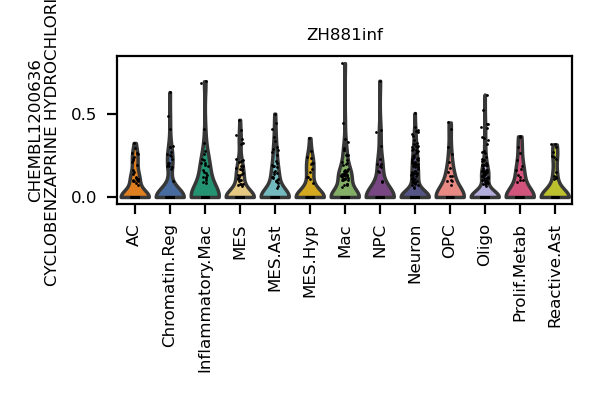 ZH881inf
CHEMBL1200636
CYCLOBENZAPRINE HYDROCHLORI
0.5
0.0
AC
Chromatin.Reg
Inflammatory.Mac
MES
MES.Ast
MES.Hyp
Mac
NPC
Neuron
OPC
Oligo
Prolif.Metab
Reactive.Ast